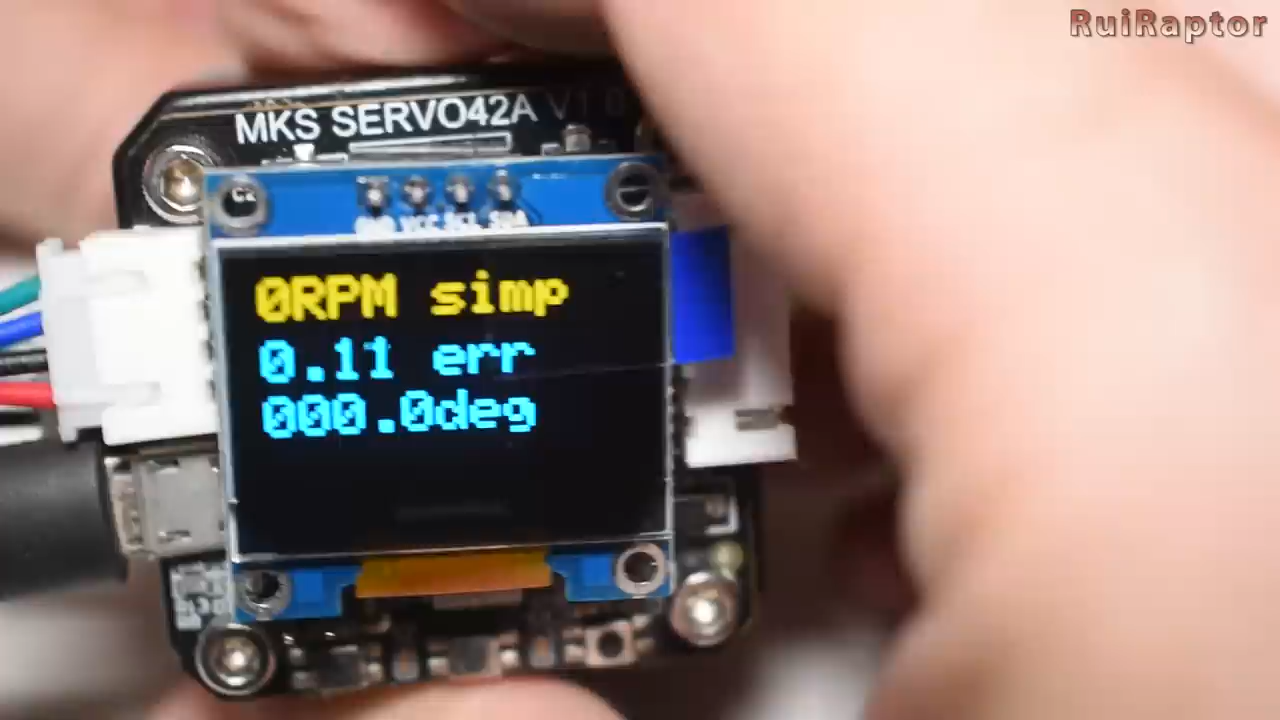 RuiRaptor
MKS SERVO42A V1.0
GND VCC SCL SDA
0RPM simp
0.11 err
000.0deg